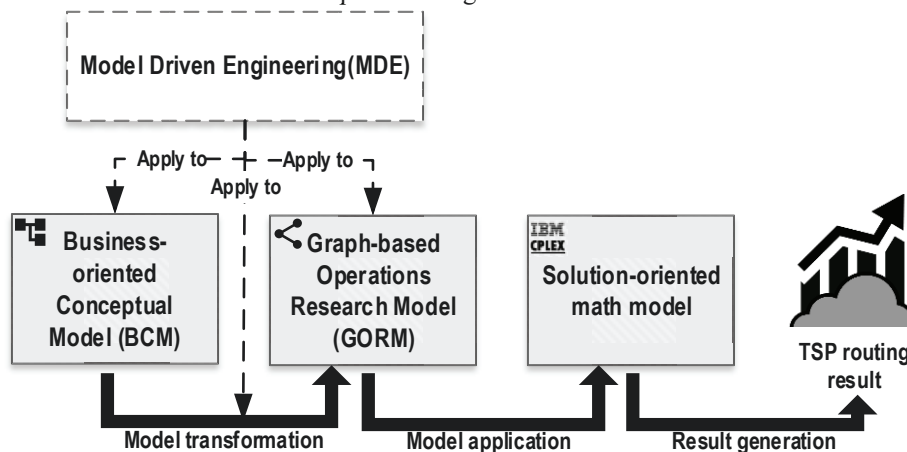 Model Driven Engineering(MDE)
Apply to
Apply to
Apply to
Business-
oriented
Conceptual
Model (BCM)
Graph-based
Operations
Research Model
(GORM)
IBM
CPLEX
Solution-oriented
math model
TSP routing
result
Model transformation
Model application
Result generation